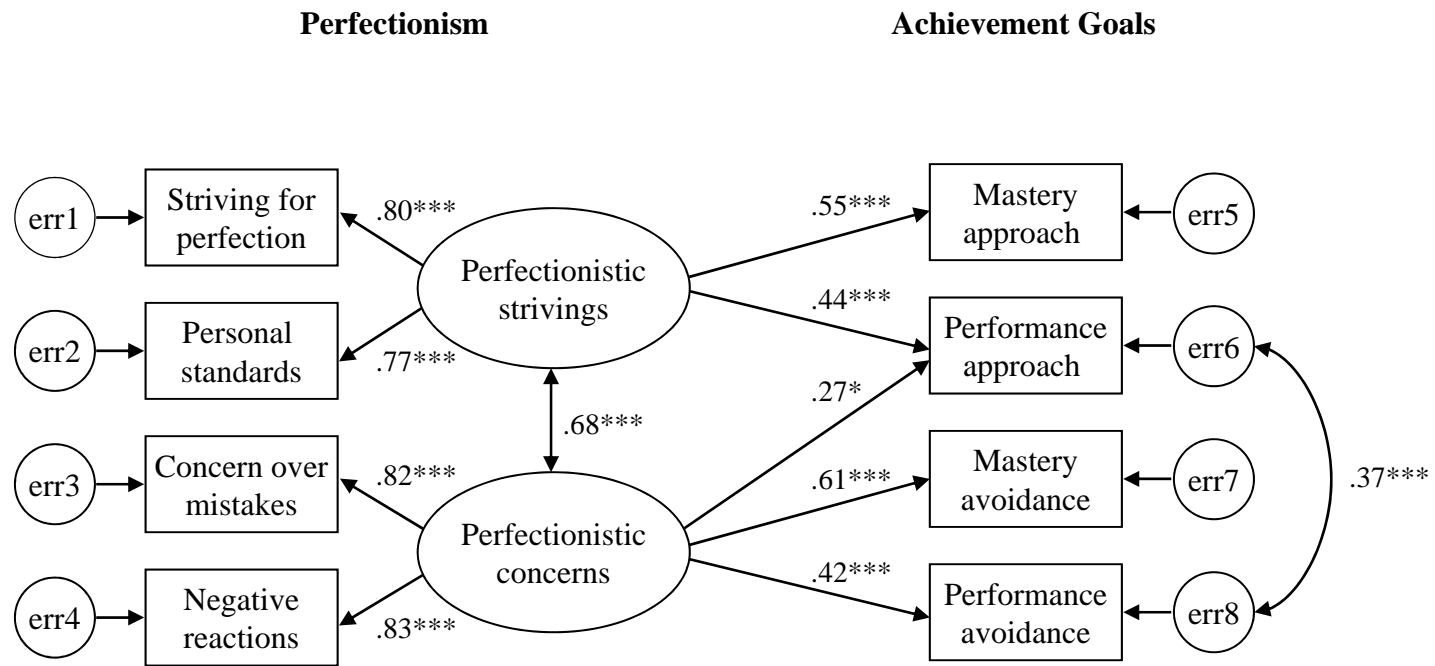 Perfectionism
Achievement Goals
err1
Striving for
perfection
.80***
Perfectionistic
strivings
.55***
Mastery
approach
err5
err2
Personal
standards
.77***
.44***
Performance
approach
err6
.68***
.27*
err3
Concern over
mistakes
.82***
Perfectionistic
concerns
.61***
Mastery
avoidance
err7
.37***
err4
Negative
reactions
.83***
.42***
Performance
avoidance
err8